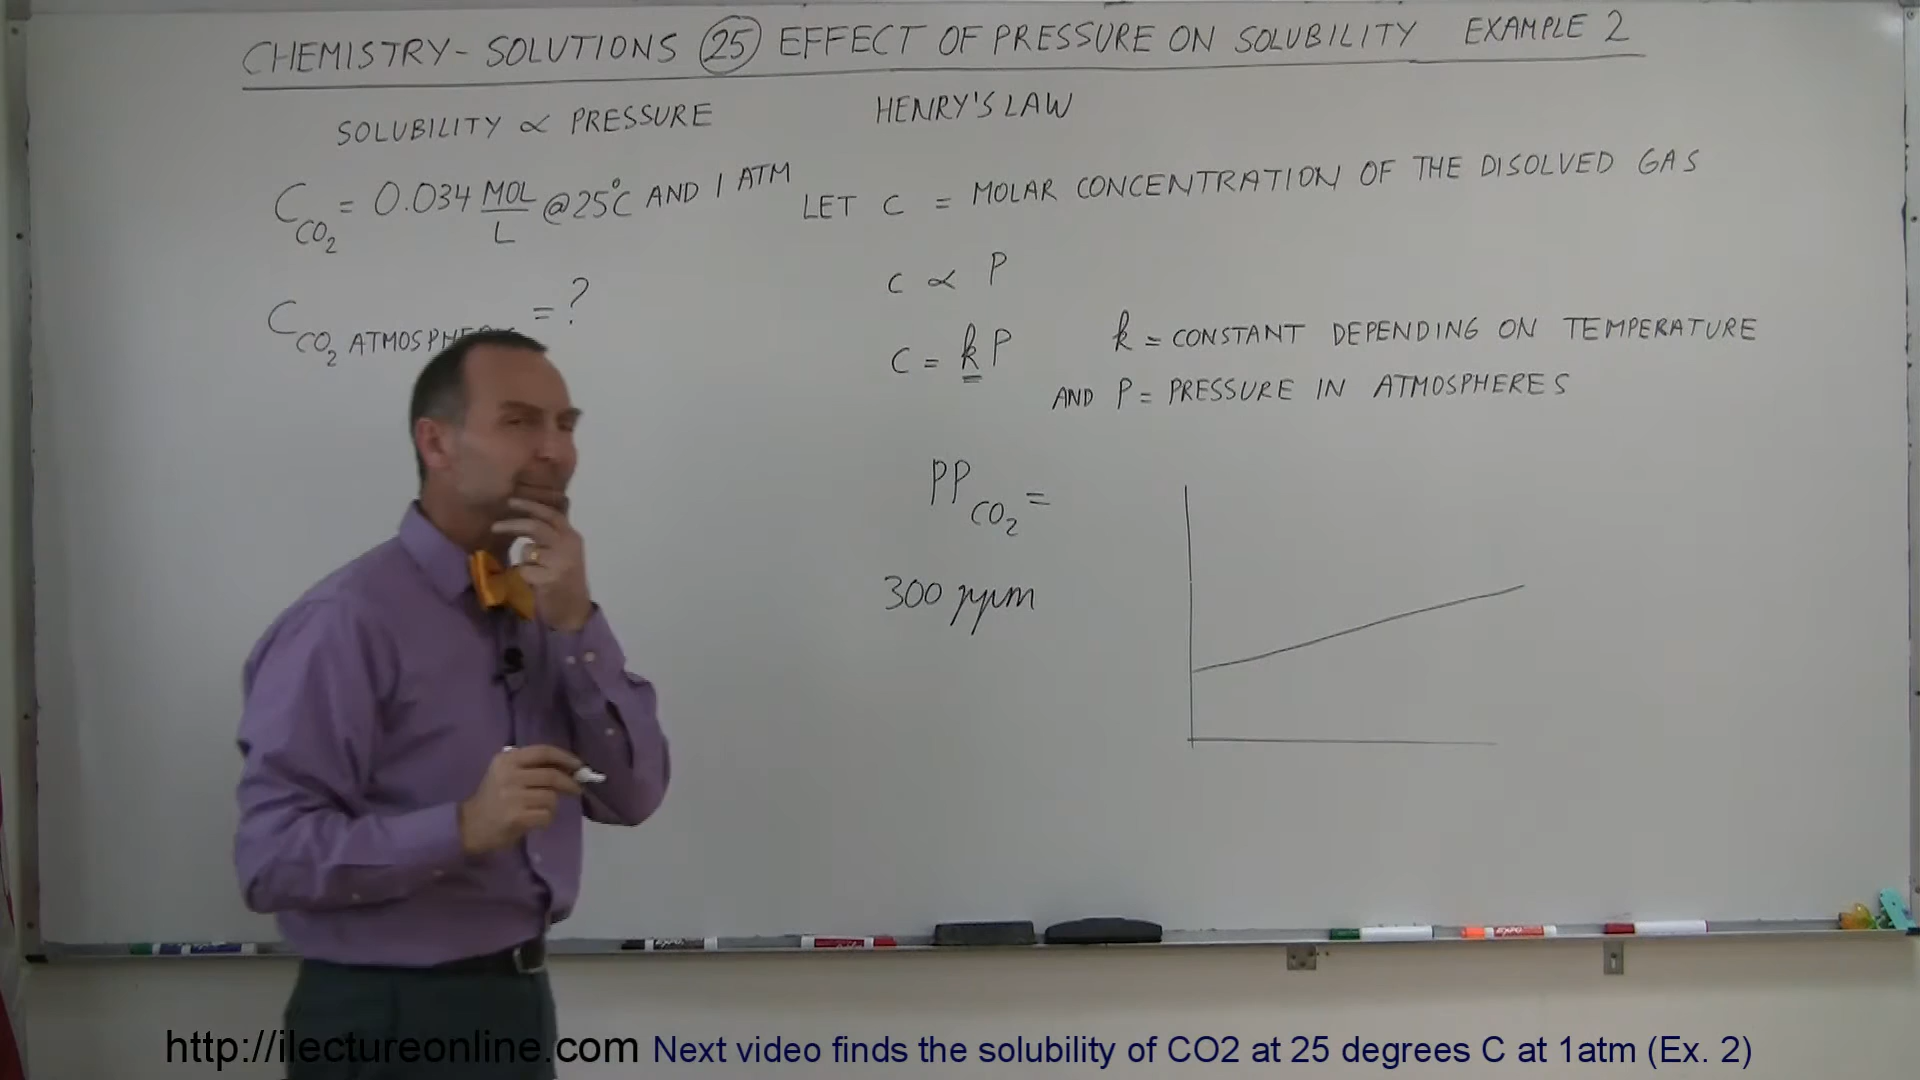 CHEMISTRY - SOLUTIONS 25 EFFECT OF PRESSURE ON SOLUBILITY EXAMPLE 2
SOLUBILITY ∝ PRESSURE
C CO2 = 0.034 MOL/L @25°C AND 1 ATM
C CO2 = ?
HENRY'S LAW
LET C = MOLAR CONCENTRATION OF THE DISOLVED GAS
C ∝ P
C = kP
k = CONSTANT DEPENDING ON TEMPERATURE
AND P = PRESSURE IN ATMOSPHERES
PP CO2 =
300 ppm
http://ilectureonline.com Next video finds the solubility of CO2 at 25 degrees C at 1atm (Ex. 2)